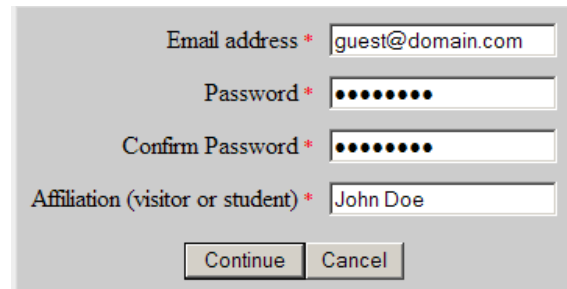 Email address * guest@domain.com
Password * ●●●●●●●●
Confirm Password * ●●●●●●●●
Affiliation (visitor or student) * John Doe
Continue Cancel